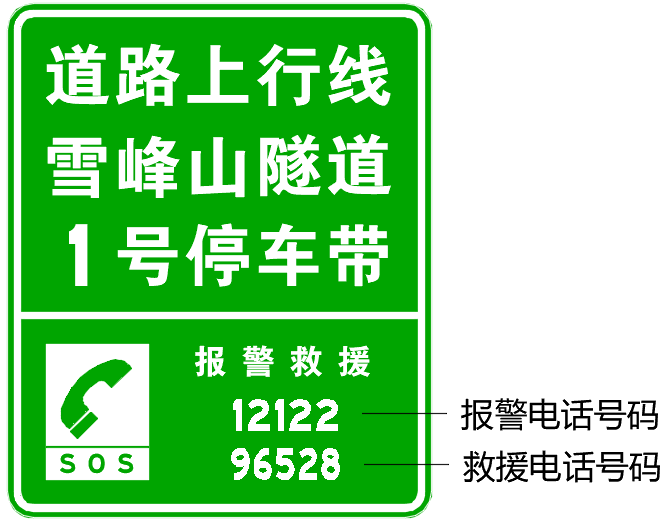 道路上行线
雪峰山隧道
1号停车带
报警救援
12122
报警电话号码
96528
救援电话号码
SOS